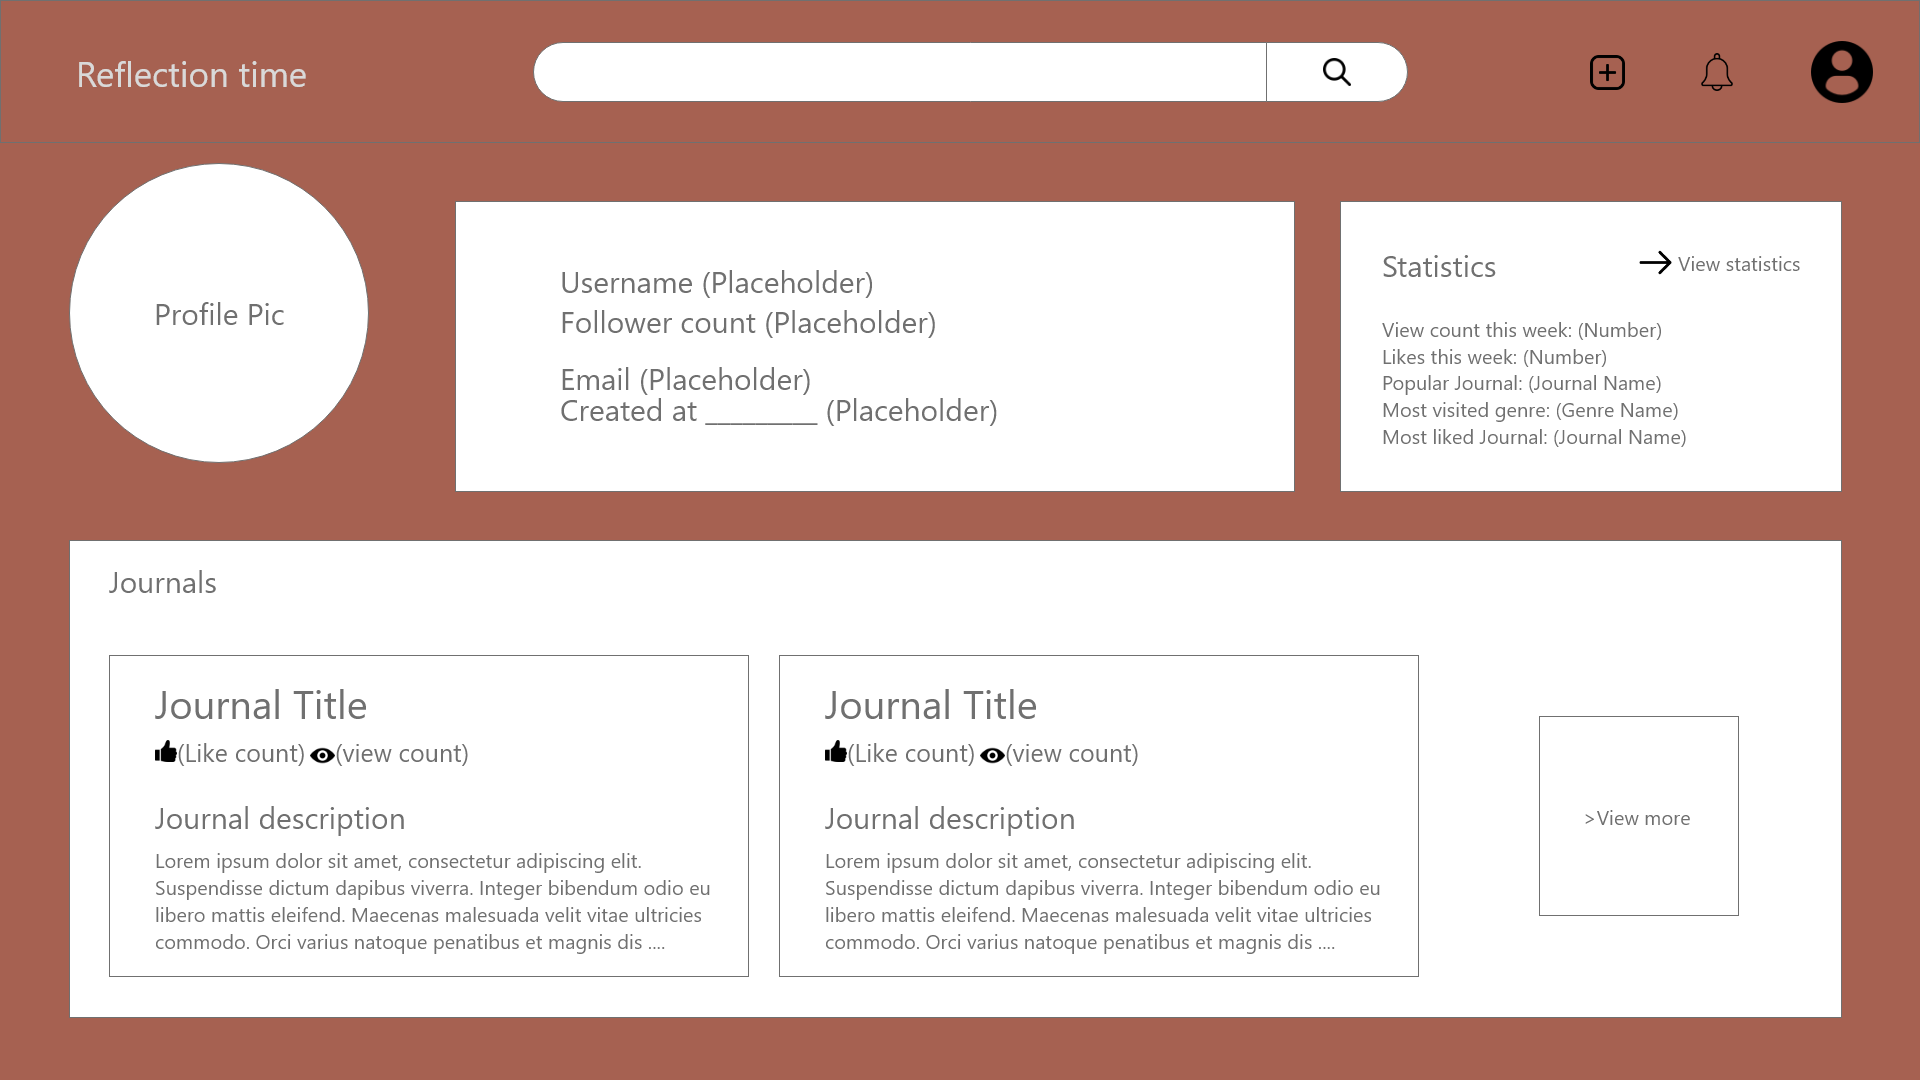 Reflection time
Profile Pic
Username (Placeholder)
Follower count (Placeholder)
Email (Placeholder)
Created at _________ (Placeholder)
Statistics
View statistics
View count this week: (Number)
Likes this week: (Number)
Popular Journal: (Journal Name)
Most visited genre: (Genre Name)
Most liked Journal: (Journal Name)
Journals
Journal Title
(Like count) (view count)
Journal description
Lorem ipsum dolor sit amet, consectetur adipiscing elit.
Suspendisse dictum dapibus viverra. Integer bibendum odio eu
libero mattis eleifend. Maecenas malesuada velit vitae ultricies
commodo. Orci varius natoque penatibus et magnis dis ....
Journal Title
(Like count) (view count)
Journal description
Lorem ipsum dolor sit amet, consectetur adipiscing elit.
Suspendisse dictum dapibus viverra. Integer bibendum odio eu
libero mattis eleifend. Maecenas malesuada velit vitae ultricies
commodo. Orci varius natoque penatibus et magnis dis ....
>View more